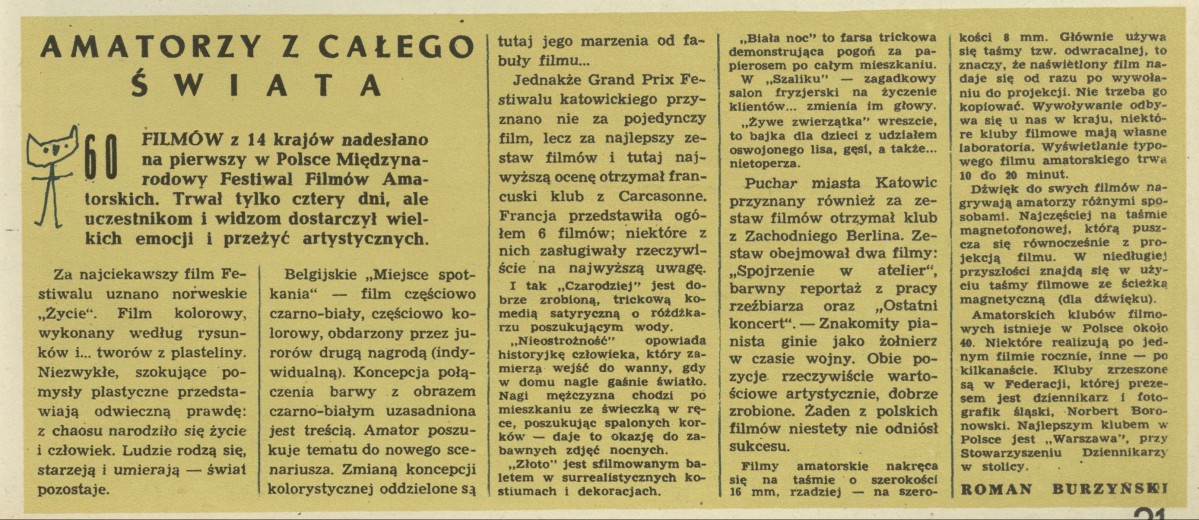 AMATORZY Z CAŁEGO
ŚWIATA
60 FILMÓW z 14 krajów nadesłano
na pierwszy w Polsce Międzyna-
rodowy Festiwal Filmów Ama-
torskich. Trwał tylko cztery dni, ale
uczestnikom i widzom dostarczył wiel-
kich emocji i przeżyć artystycznych.
Za najciekawszy film Fe-
stiwalu uznano norweskie
„Życie“. Film kolorowy,
wykonany według rysun-
ków i... tworów z plasteliny.
Niezwykłe, szokujące po-
mysły plastyczne przedsta-
wiają odwieczną prawdę:
z chaosu narodziło się życie
i człowiek. Ludzie rodzą się,
starzeją i umierają — świat
pozostaje.
Belgijskie „Miejsce spot-
kania“ — film częściowo
czarno-biały, częściowo ko-
lorowy, obdarzony przez ju-
rorów drugą nagrodą (indy-
widualną). Koncepcja połą-
czenia barwy z obrazem
czarno-białym uzasadniona
jest treścią. Amator poszu-
kuje tematu do nowego sce-
nariusza. Zmianą koncepcji
kolorystycznej oddzielone są
tutaj jego marzenia od fa-
buły filmu...
Jednakże Grand Prix Fe-
stiwalu katowickiego przy-
znano nie za pojedynczy
film, lecz za najlepszy ze-
staw filmów i tutaj naj-
wyższą ocenę otrzymał fran-
cuski klub z Carcasonne.
Francja przedstawiła ogó-
łem 6 filmów; niektóre z
nich zasługiwały rzeczywi-
ście na najwyższą uwagę.
I tak „Czarodziej“ jest do-
brze zrobioną, trickową ko-
medią satyryczną o różdżka-
rzu poszukującym wody.
„Nieostrożność“ opowiada
historyjkę człowieka, który za-
mierza wejść do wanny, gdy
w domu nagle gaśnie światło.
Nagi mężczyzna chodzi po
mieszkaniu ze świeczką w rę-
ce, poszukując spalonych kor-
ków — daje to okazję do za-
bawnych zdjęć nocnych.
„Złoto“ jest sfilmowanym ba-
letem w surrealistycznych ko-
stiumach i dekoracjach.
„Biała noc“ to farsa trickowa
demonstrująca pogoń za pa-
pierosem po całym mieszkaniu.
W „Szaliku“ — zagadkowy
salon fryzjerski na życzenie
klientów... zmienia im głowy.
„Żywe zwierzątka“ wreszcie,
to bajka dla dzieci z udziałem
oswojonego lisa, gęsi, a także...
nietoperza.
Puchar miasta Katowic
przyznany również za ze-
staw filmów otrzymał klub
z Zachodniego Berlina. Ze-
staw obejmował dwa filmy:
„Spojrzenie w atelier“,
barwny reportaż z pracy
rzeźbiarza oraz „Ostatni
koncert“. — Znakomity pia-
nista ginie jako żołnierz
w czasie wojny. Obie po-
zycje rzeczywiście warto-
ściowe artystycznie, dobrze
zrobione. Żaden z polskich
filmów niestety nie odniósł
sukcesu.
Filmy amatorskie nakręca
się na taśmie o szerokości
16 mm, rzadziej — na szero-
kości 8 mm. Głównie używa
się taśmy tzw. odwracalnej, to
znaczy, że naświetlony film na-
daje się od razu po wywoła-
niu do projekcji. Nie trzeba go
kopiować. Wywoływanie odby-
wa się u nas w kraju, niektó-
re kluby filmowe mają własne
laboratoria. Wyświetlanie typo-
wego filmu amatorskiego trwa
10 do 20 minut.
Dźwięk do swych filmów na-
grywają amatorzy różnymi spo-
sobami. Najczęściej na taśmie
magnetofonowej, którą pusz-
cza się równocześnie z pro-
jekcją filmu. W niedługiej
przyszłości znajdą się w uży-
ciu taśmy filmowe ze ścieżką
magnetyczną (dla dźwięku).
Amatorskich klubów filmo-
wych istnieje w Polsce około
40. Niektóre realizują po jed-
nym filmie rocznie, inne — po
kilkanaście. Kluby zrzeszone
są w Federacji, której preze-
sem jest dziennikarz i foto-
grafik śląski, Norbert Boro-
nowski. Najlepszym klubem w
Polsce jest „Warszawa“, przy
Stowarzyszeniu Dziennikarzy
w stolicy.
ROMAN BURZYŃSKI
21